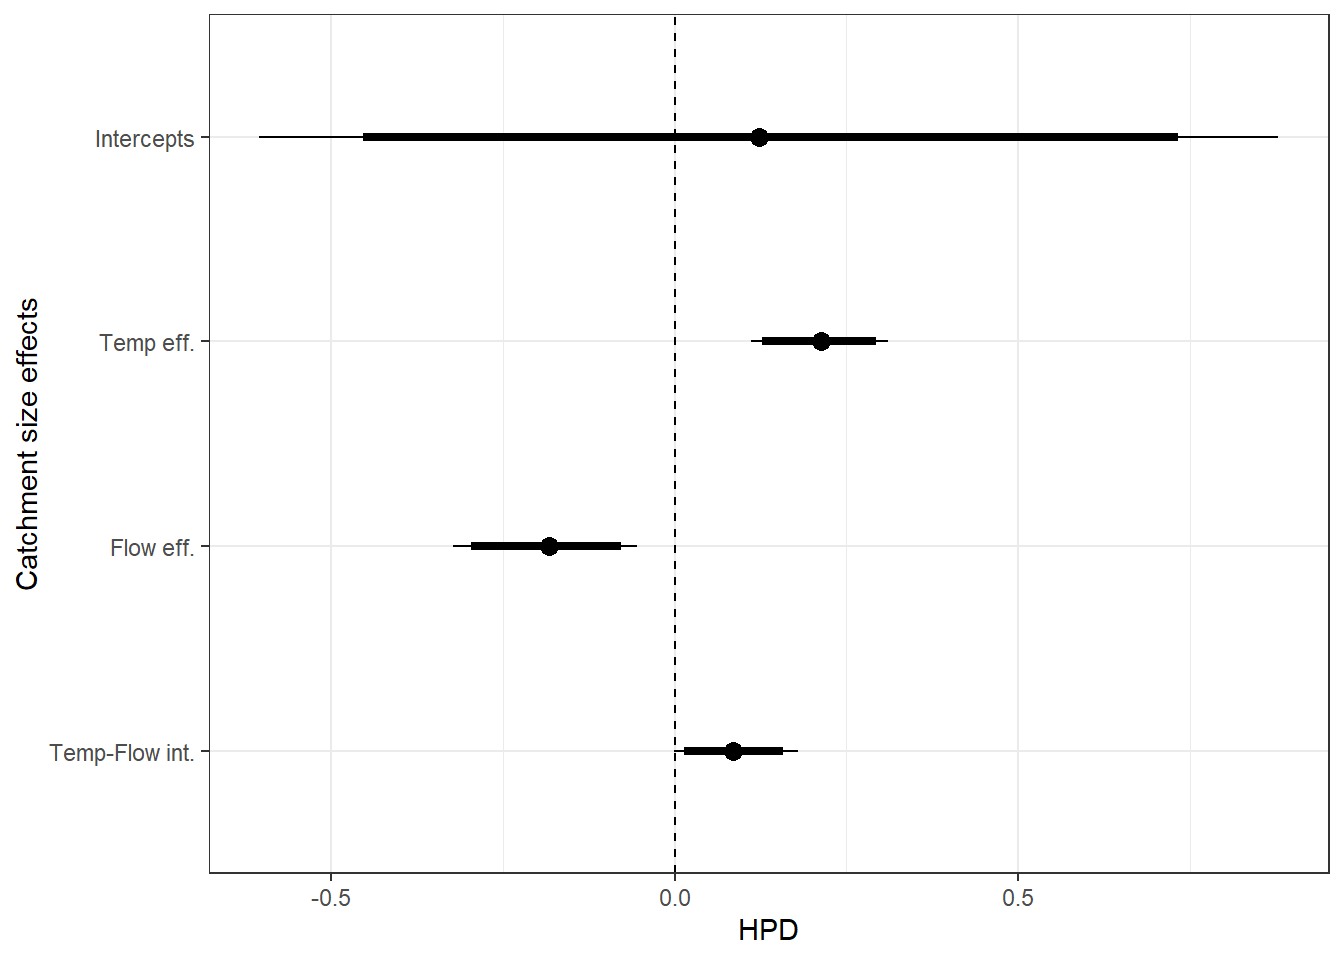 Catchment size effects
Intercepts
Temp eff.
Flow eff.
Temp-Flow int.
-0.5 0.0 0.5
HPD